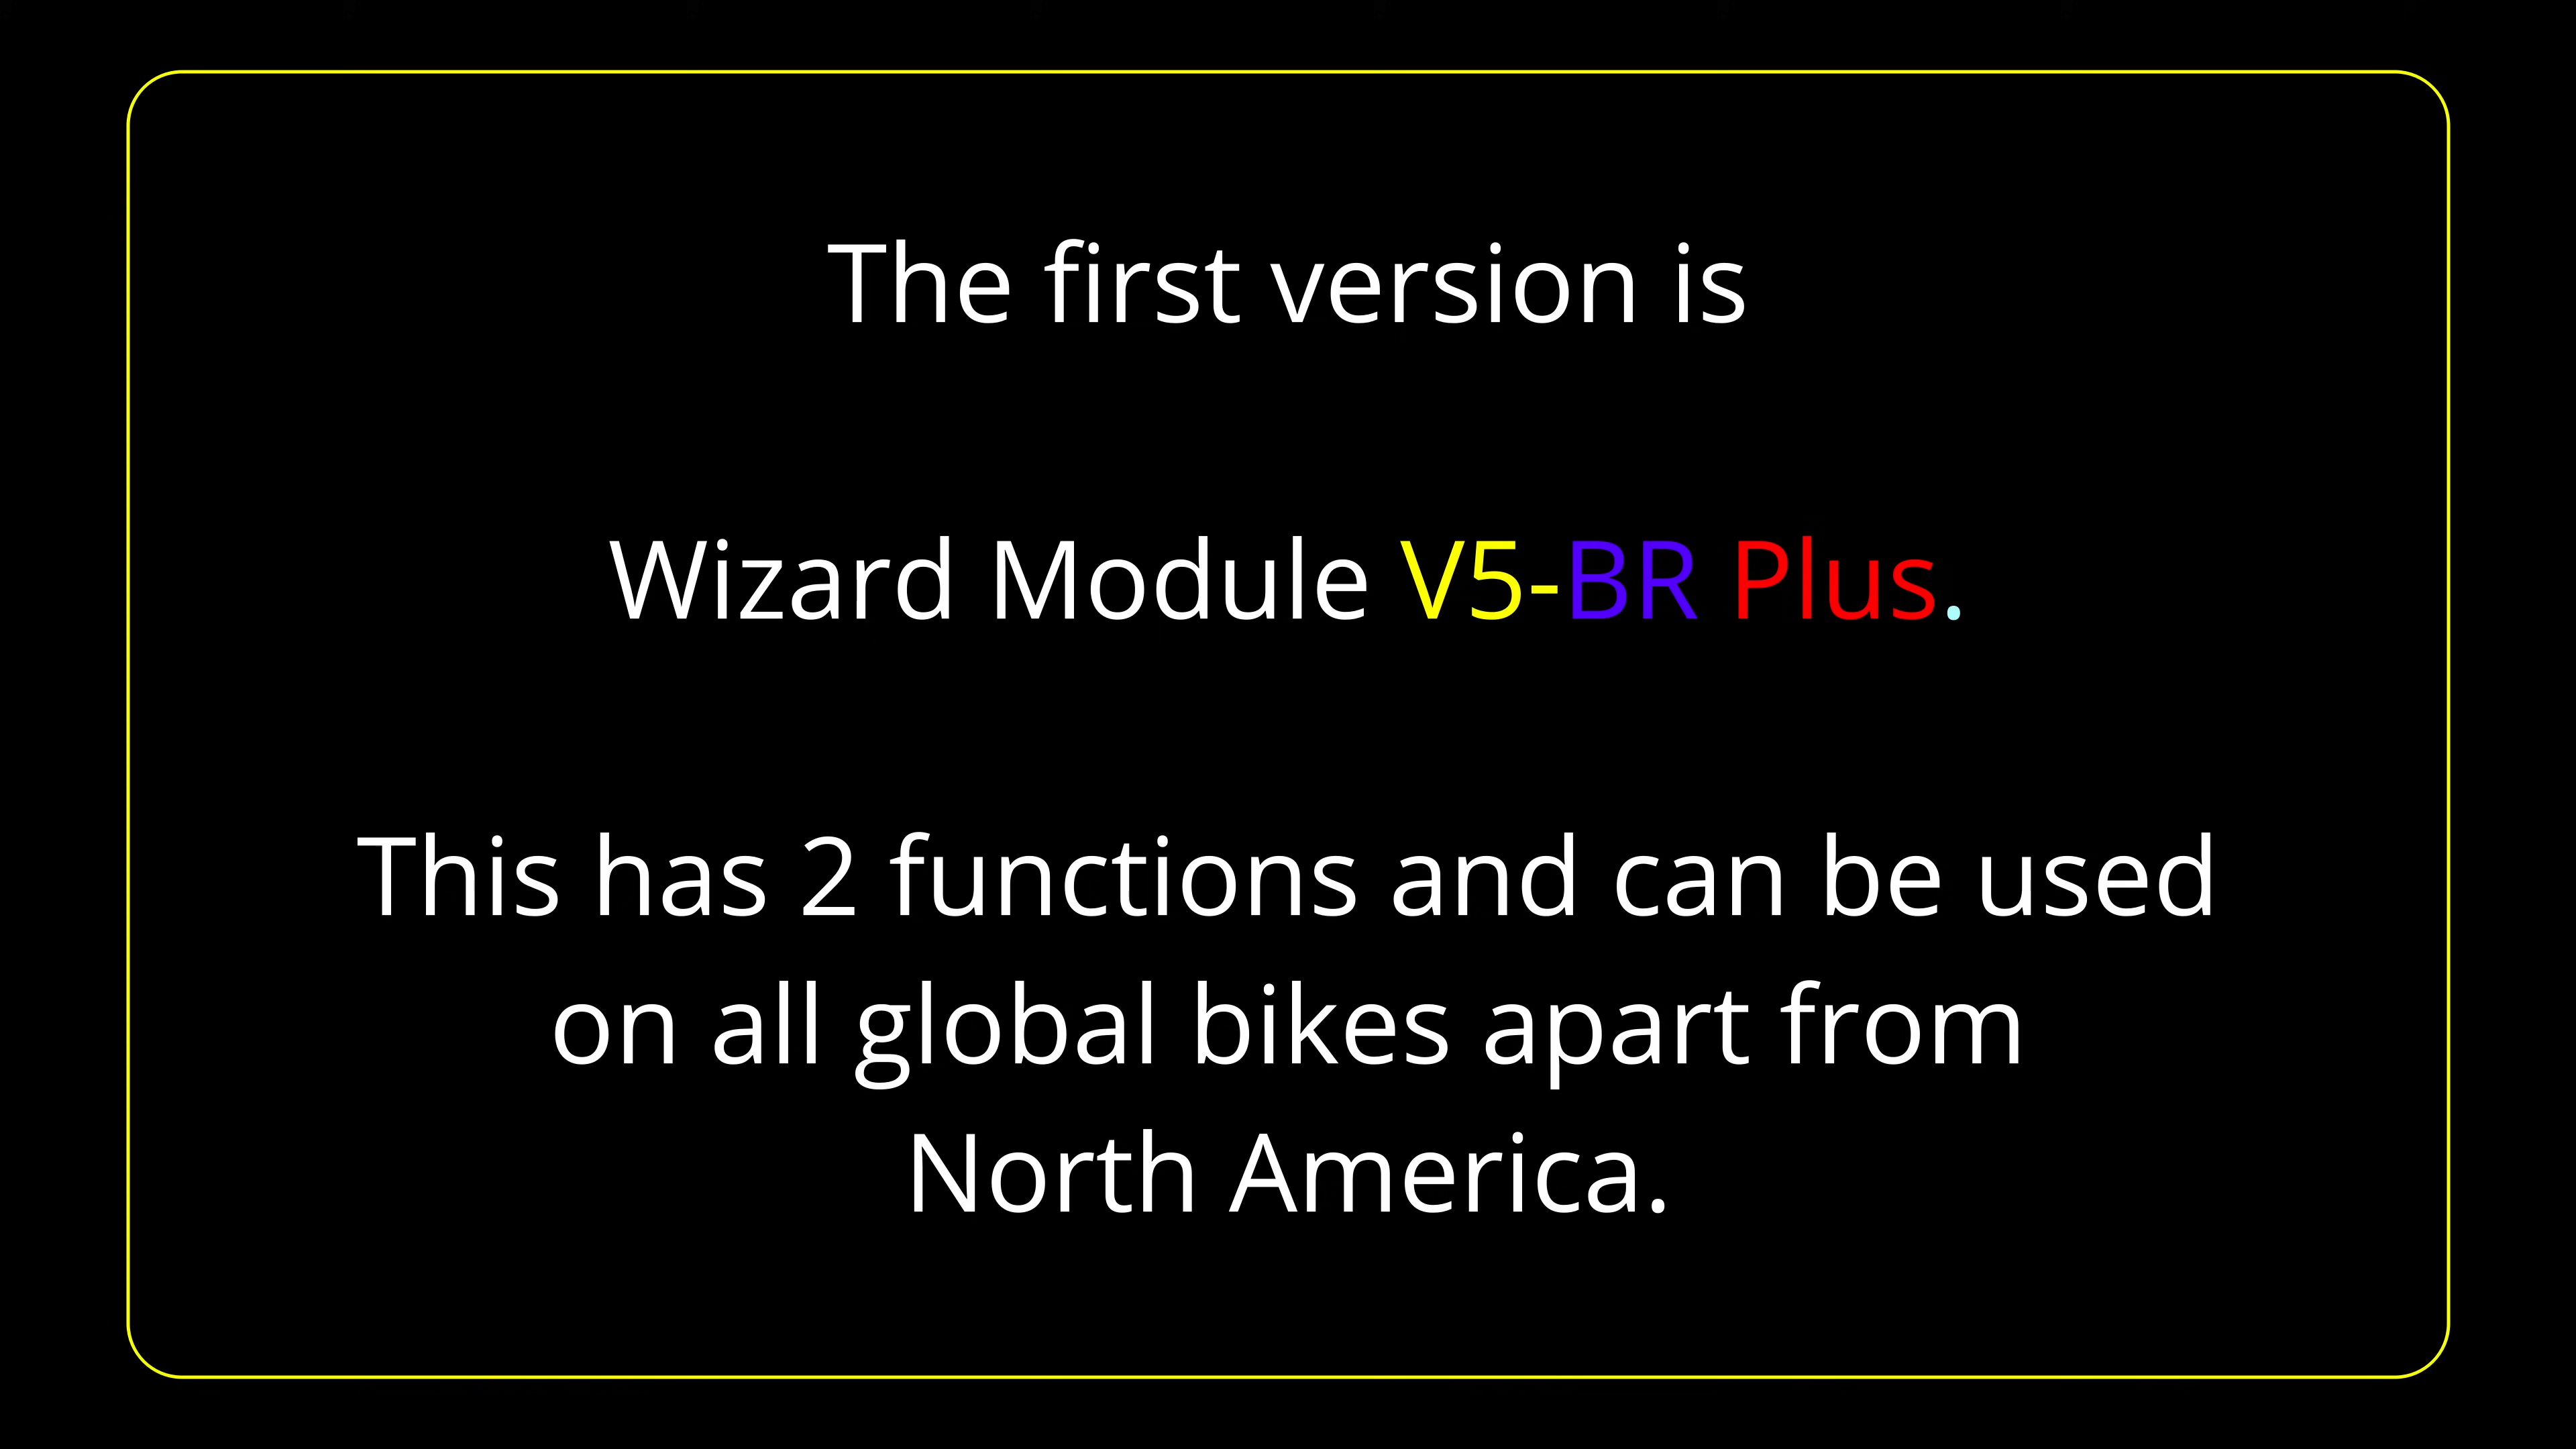 The first version is
Wizard Module V5-BR Plus.
This has 2 functions and can be used
on all global bikes apart from
North America.